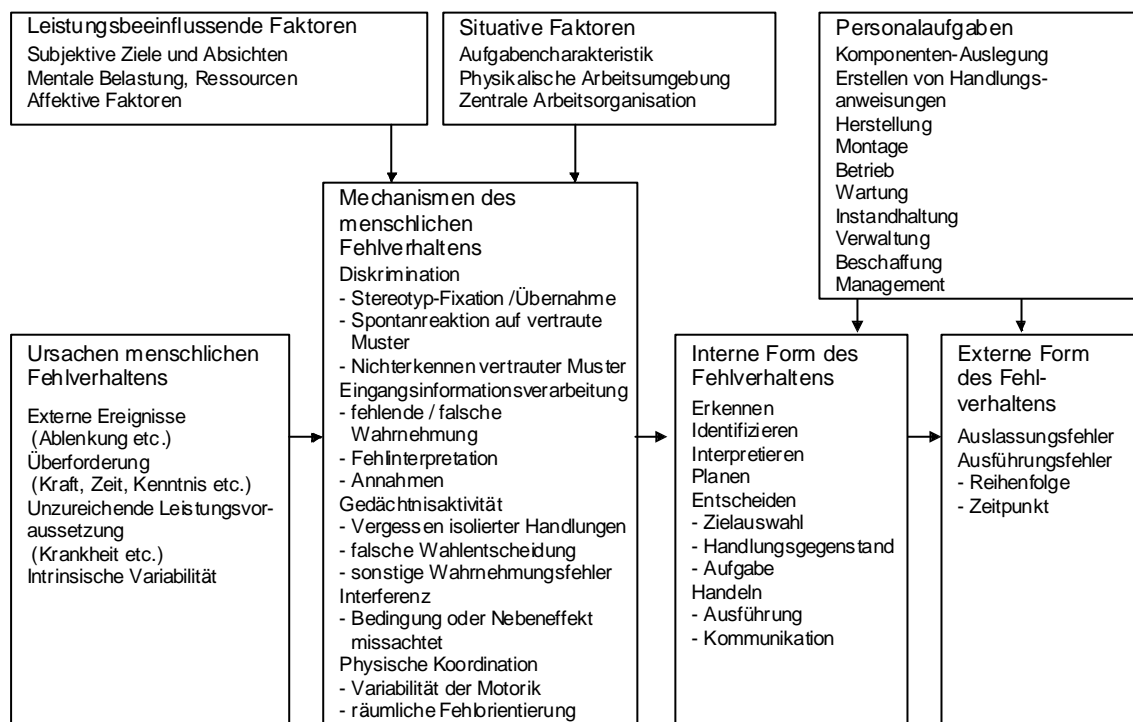 Leistungsbeeinflussende Faktoren
Subjektive Ziele und Absichten
Mentale Belastung, Ressourcen
Affektive Faktoren
Situative Faktoren
Aufgabencharakteristik
Physikalische Arbeitsumgebung
Zentrale Arbeitsorganisation
Personalaufgaben
Komponenten-Auslegung
Erstellen von Handlungs-
anweisungen
Herstellung
Montage
Betrieb
Wartung
Instandhaltung
Verwaltung
Beschaffung
Management
Ursachen menschlichen
Fehlverhaltens
Externe Ereignisse
(Ablenkung etc.)
Überforderung
(Kraft, Zeit, Kenntnis etc.)
Unzureichende Leistungsvor-
aussetzung
(Krankheit etc.)
Intrinsische Variabilität
Mechanismen des
menschlichen
Fehlverhaltens
Diskrimination
- Stereotyp-Fixation /Übernahme
- Spontanreaktion auf vertraute
Muster
- Nichterkennen vertrauter Muster
Eingangsinformationsverarbeitung
- fehlende / falsche
Wahrnehmung
- Fehlinterpretation
- Annahmen
Gedächtnisaktivität
- Vergessen isolierter Handlungen
- falsche Wahlentscheidung
- sonstige Wahrnehmungsfehler
Interferenz
- Bedingung oder Nebeneffekt
missachtet
Physische Koordination
- Variabilität der Motorik
- räumliche Fehlorientierung
Interne Form des
Fehlverhaltens
Erkennen
Identifizieren
Interpretieren
Planen
Entscheiden
- Zielauswahl
- Handlungsgegenstand
- Aufgabe
Handeln
- Ausführung
- Kommunikation
Externe Form
des Fehl-
verhaltens
Auslassungsfehler
Ausführungsfehler
- Reihenfolge
- Zeitpunkt